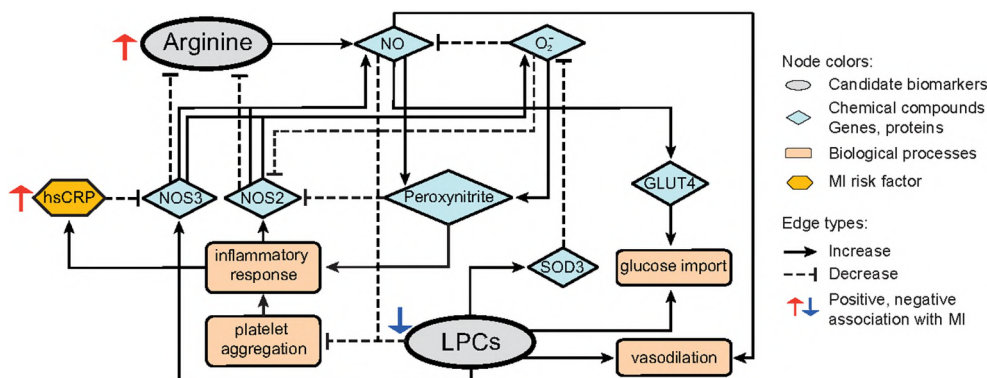 Arginine
NO
O₂⁻
hsCRP
NOS3
NOS2
Peroxynitrite
GLUT4
inflammatory
response
SOD3
glucose import
platelet
aggregation
LPCs
vasodilation
Node colors:
Candidate biomarkers
Chemical compounds
Genes, proteins
Biological processes
MI risk factor
Edge types:
Increase
Decrease
Positive, negative
association with MI